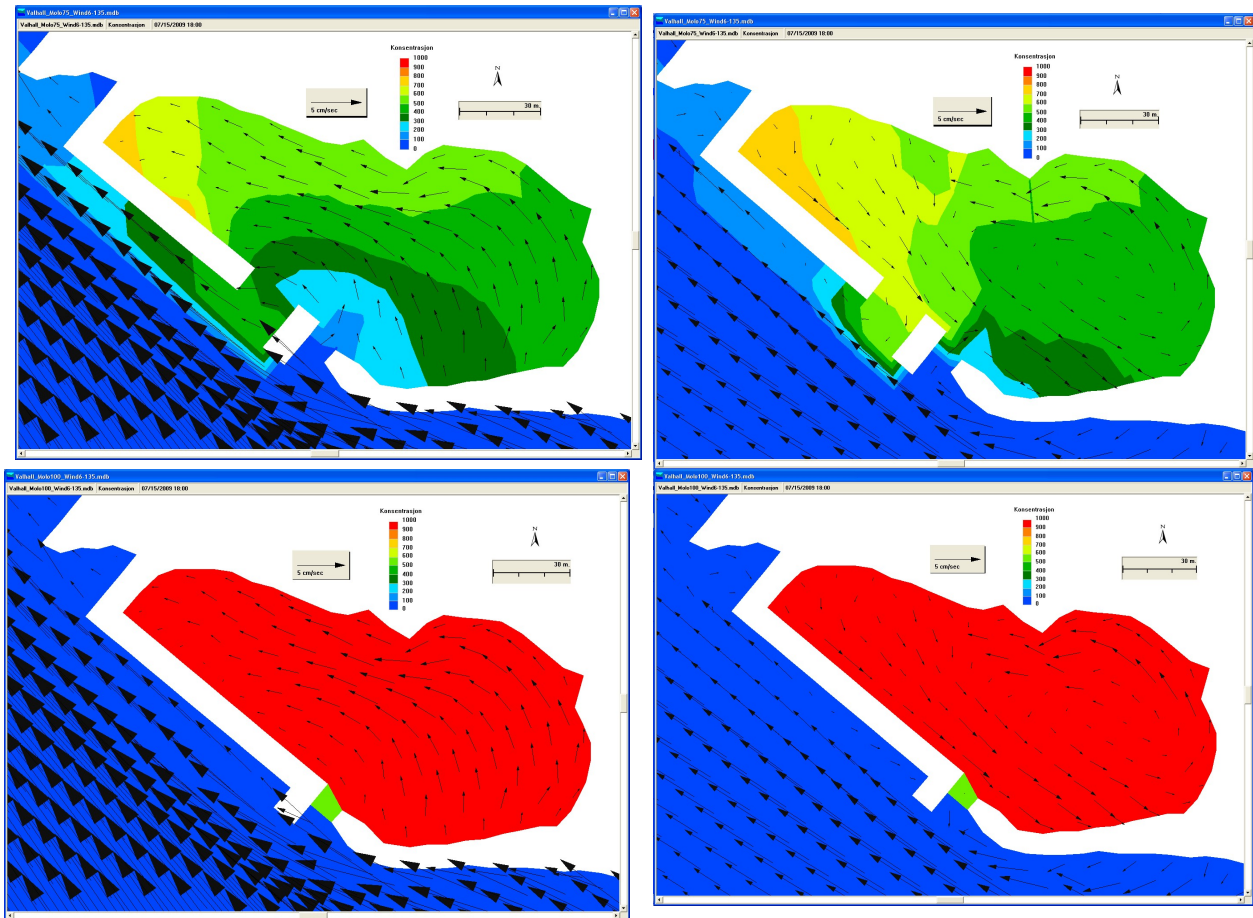 Valhall_Molo75_Wind6-135.mdb
Valhall_Molo75_Wind6-135.mdb Konsentrasjon 07/15/2009 18:00
Konsentrasjon
1000
900
800
700
600
500
400
300
200
100
0
5 cm/sec
N
30 m.
Valhall_Molo75_Wind6-135.mdb
Valhall_Molo75_Wind6-135.mdb Konsentrasjon 07/15/2009 18:00
Konsentrasjon
1000
900
800
700
600
500
400
300
200
100
0
5 cm/sec
N
30 m.
Valhall_Molo100_Wind6-135.mdb
Valhall_Molo100_Wind6-135.mdb Konsentrasjon 07/15/2009 18:00
Konsentrasjon
1000
900
800
700
600
500
400
300
200
100
0
5 cm/sec
N
30 m.
Valhall_Molo100_Wind6-135.mdb
Valhall_Molo100_Wind6-135.mdb Konsentrasjon 07/15/2009 18:00
Konsentrasjon
1000
900
800
700
600
500
400
300
200
100
0
5 cm/sec
N
30 m.